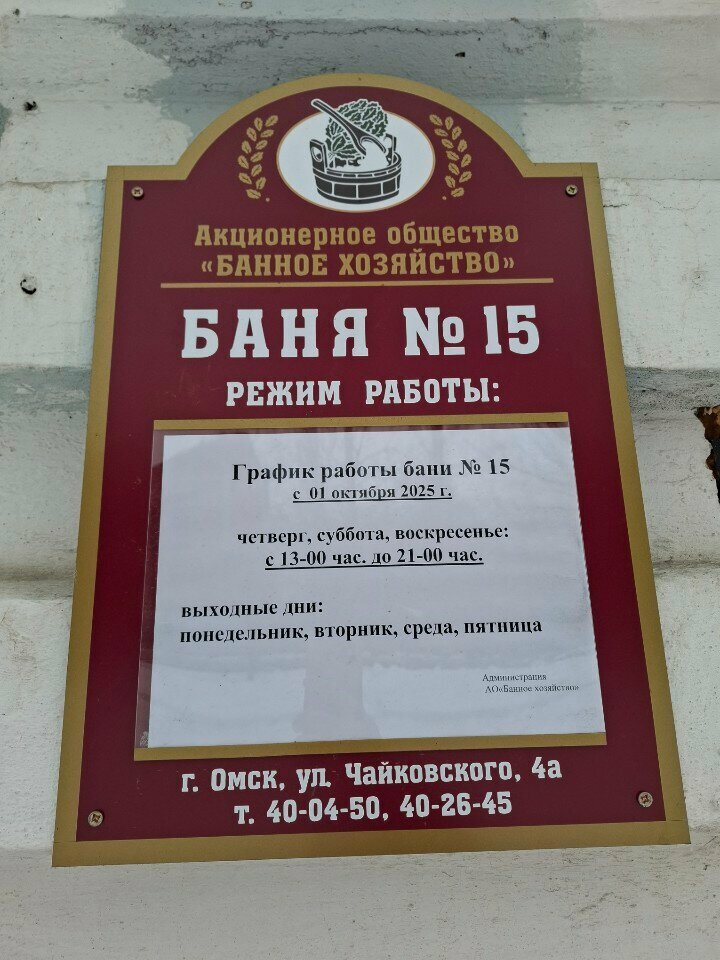 Акционерное общество
«БАННОЕ ХОЗЯЙСТВО»
БАНЯ № 15
РЕЖИМ РАБОТЫ:
График работы бани № 15
с 01 октября 2025 г.
четверг, суббота, воскресенье:
с 13-00 час. до 21-00 час.
выходные дни:
понедельник, вторник, среда, пятница
Администрация
АО«Банное хозяйство»
г. Омск, ул. Чайковского, 4а
т. 40-04-50, 40-26-45